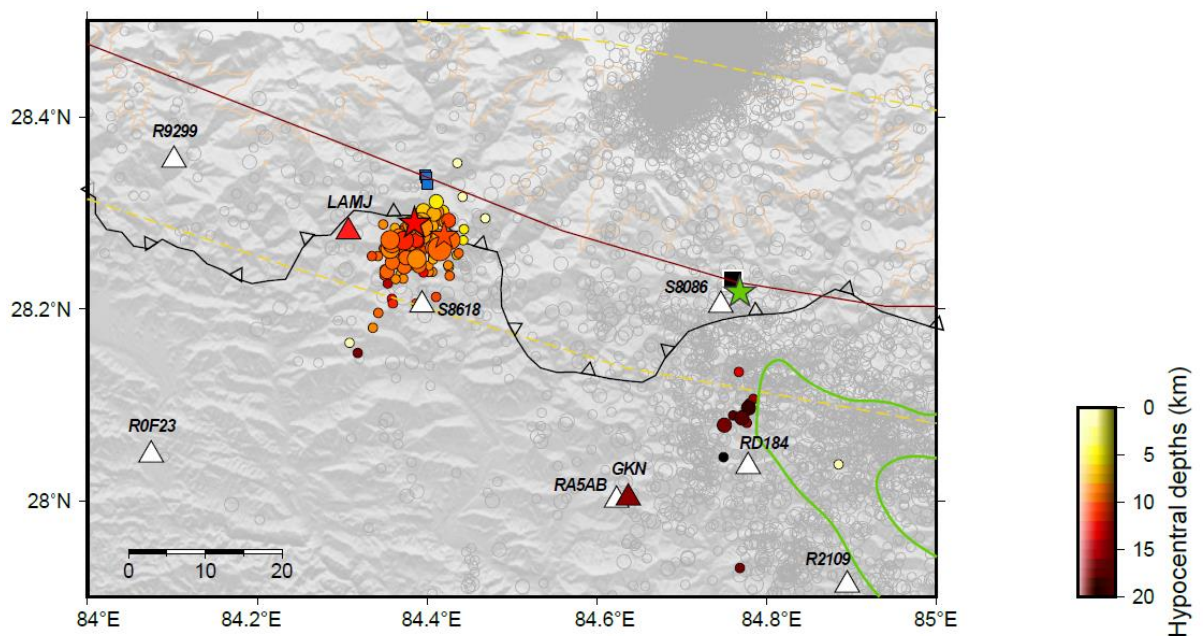 28.4°N
28.2°N
28°N
R9299
LAMJ
S8086
S8618
R0F23
RD184
GKN
RA5AB
R2109
0 10 20
84°E 84.2°E 84.4°E 84.6°E 84.8°E 85°E
0
5
10
15
20
Hypocentral depths (km)